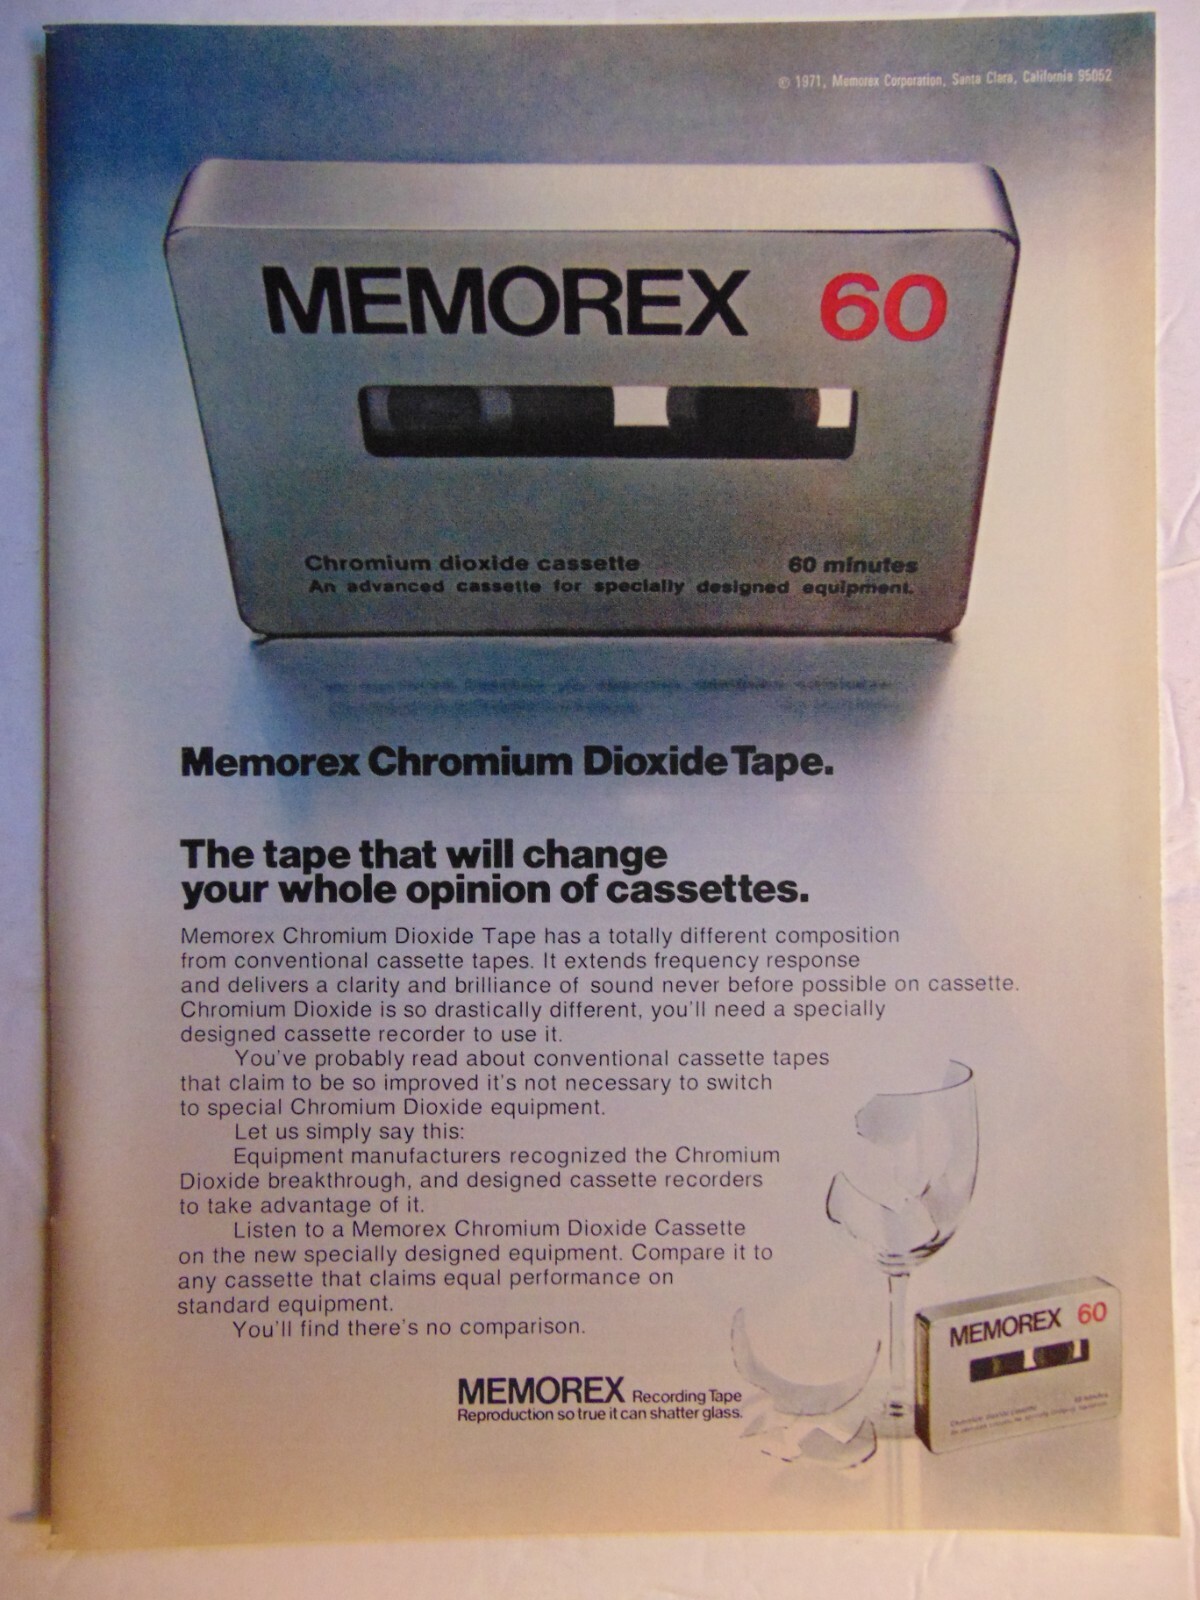 © 1971, Memorex Corporation, Santa Clara, California 95052
MEMOREX 60
Chromium dioxide cassette 60 minutes
An advanced cassette for specially designed equipment.
Memorex Chromium Dioxide Tape.
The tape that will change
your whole opinion of cassettes.
Memorex Chromium Dioxide Tape has a totally different composition
from conventional cassette tapes. It extends frequency response
and delivers a clarity and brilliance of sound never before possible on cassette.
Chromium Dioxide is so drastically different, you'll need a specially
designed cassette recorder to use it.
You've probably read about conventional cassette tapes
that claim to be so improved it's not necessary to switch
to special Chromium Dioxide equipment.
Let us simply say this:
Equipment manufacturers recognized the Chromium
Dioxide breakthrough, and designed cassette recorders
to take advantage of it.
Listen to a Memorex Chromium Dioxide Cassette
on the new specially designed equipment. Compare it to
any cassette that claims equal performance on
standard equipment.
You'll find there's no comparison.
MEMOREX Recording Tape
Reproduction so true it can shatter glass.
MEMOREX 60
Chromium dioxide cassette 60 minutes